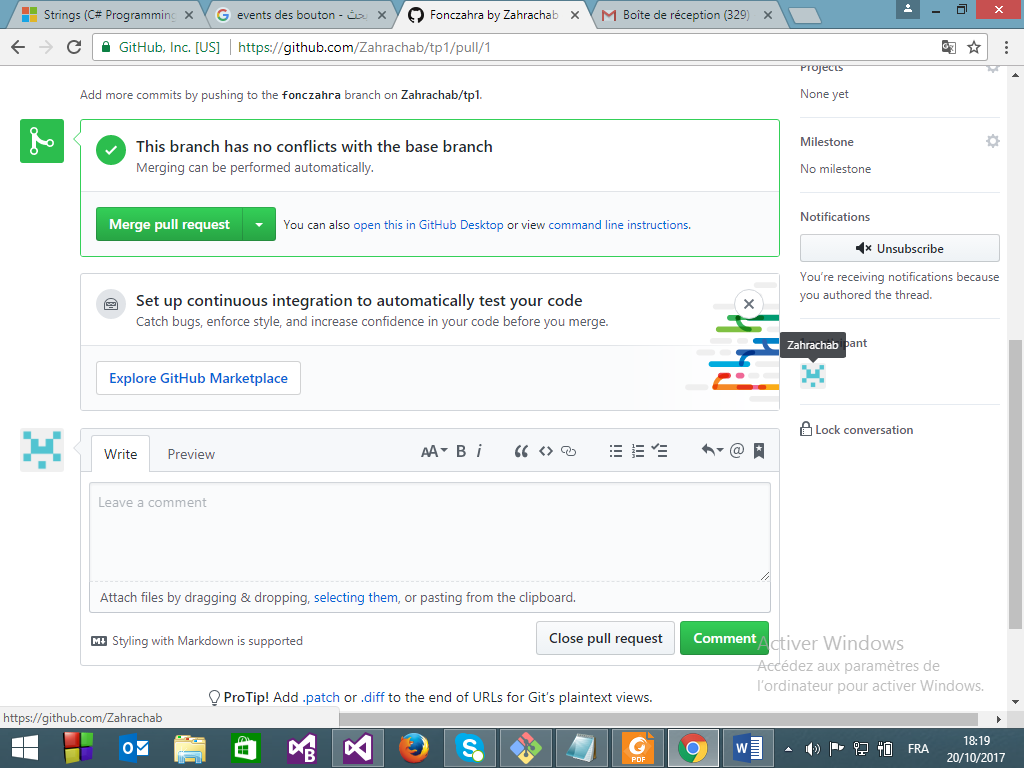 Strings (C# Programming
events des bouton - بحث
Fonczahra by Zahrachab
Boîte de réception (329)
GitHub, Inc. [US]
https://github.com/Zahrachab/tp1/pull/1
Add more commits by pushing to the fonczahra branch on Zahrachab/tp1.
This branch has no conflicts with the base branch
Merging can be performed automatically.
Merge pull request
You can also open this in GitHub Desktop or view command line instructions.
Set up continuous integration to automatically test your code
Catch bugs, enforce style, and increase confidence in your code before you merge.
Explore GitHub Marketplace
Write
Preview
AA
B
i
@
Leave a comment
Attach files by dragging & dropping, selecting them, or pasting from the clipboard.
Styling with Markdown is supported
Close pull request
Comment
ProTip! Add .patch or .diff to the end of URLs for Git's plaintext views.
Projects
None yet
Milestone
No milestone
Notifications
Unsubscribe
You're receiving notifications because
you authored the thread.
Zahrachab
Lock conversation
Activer Windows
Accédez aux paramètres de
l'ordinateur pour activer Windows.
https://github.com/Zahrachab
FRA
18:19
20/10/2017